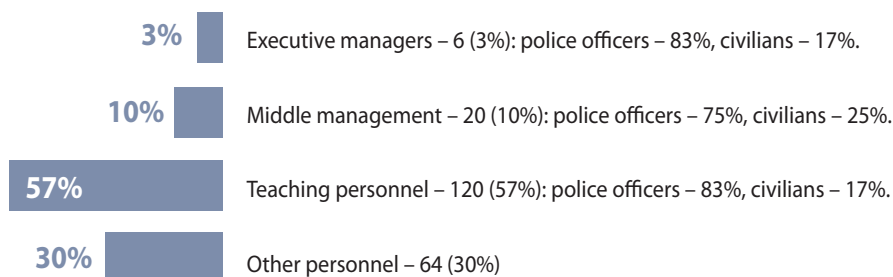 3% Executive managers – 6 (3%): police officers – 83%, civilians – 17%.
10% Middle management – 20 (10%): police officers – 75%, civilians – 25%.
57% Teaching personnel – 120 (57%): police officers – 83%, civilians – 17%.
30% Other personnel – 64 (30%)